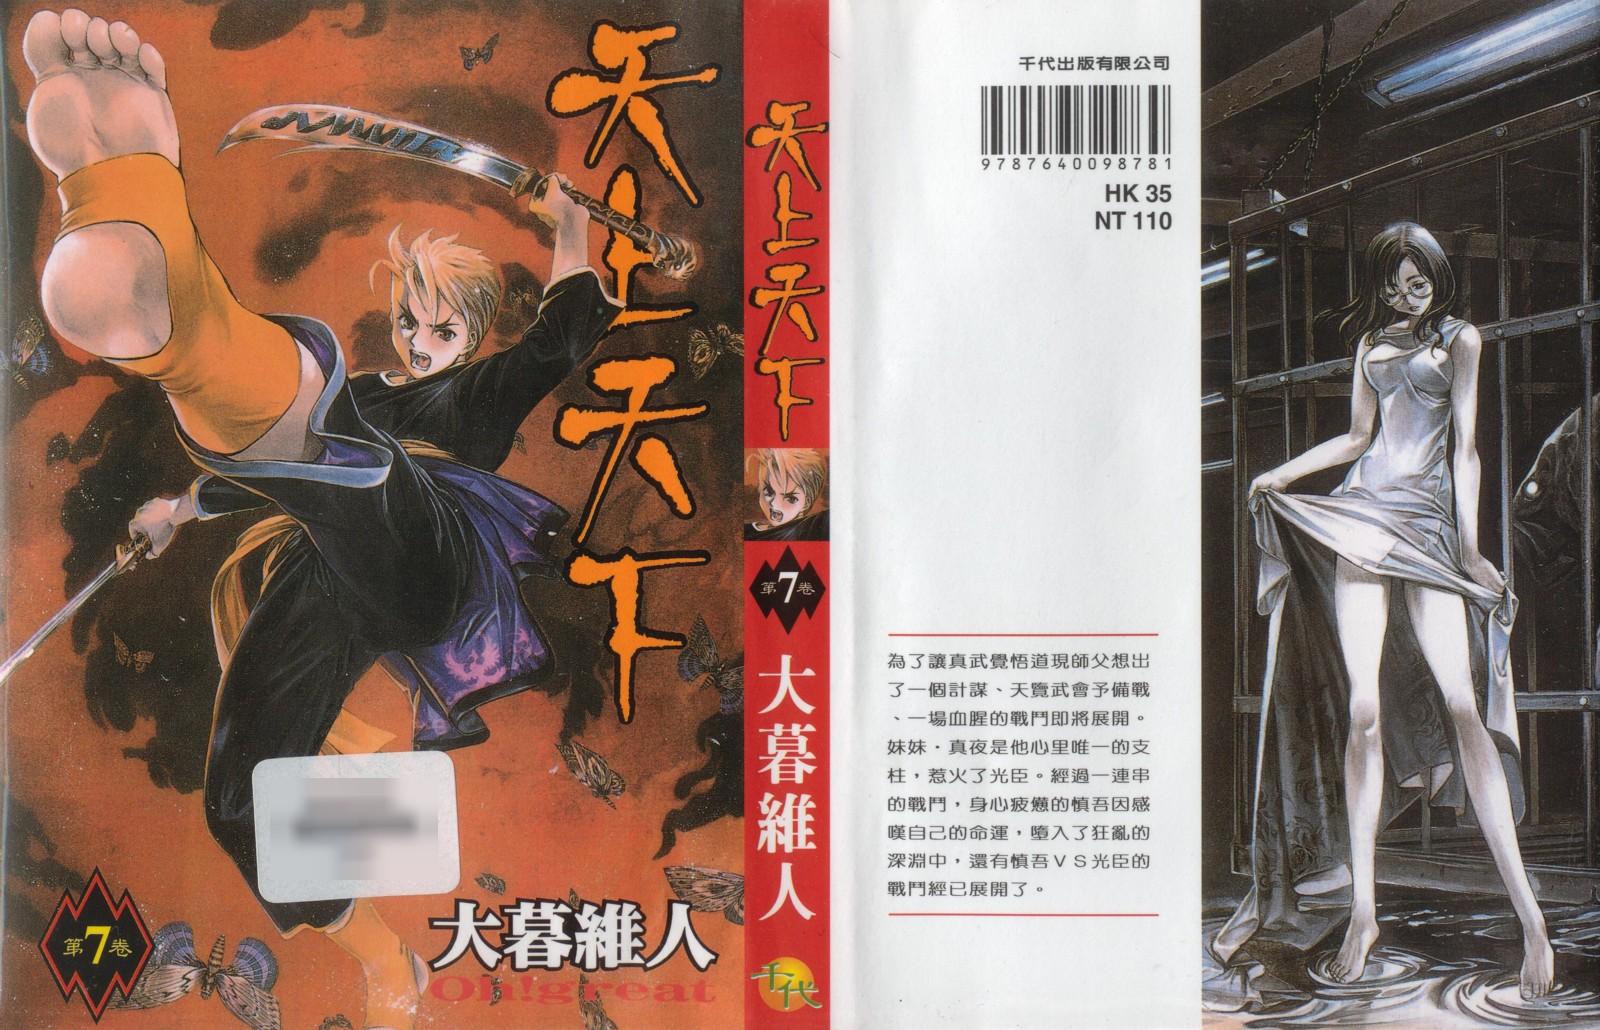 天上天下
第7卷
大暮維人
Oh!great
天上天下
第7卷
大暮維人
千代
千代出版有限公司
9787640098781
HK 35
NT 110
為了讓真武覺悟道現師父想出
了一個計謀、天覽武會予備戰
、一場血腥的戰鬥即將展開。
妹妹·真夜是他心里唯一的支
柱，惹火了光臣。經過一連串
的戰鬥，身心疲憊的慎吾因感
嘆自己的命運，墮入了狂亂的
深淵中，還有慎吾VS光臣的
戰鬥經已展開了。